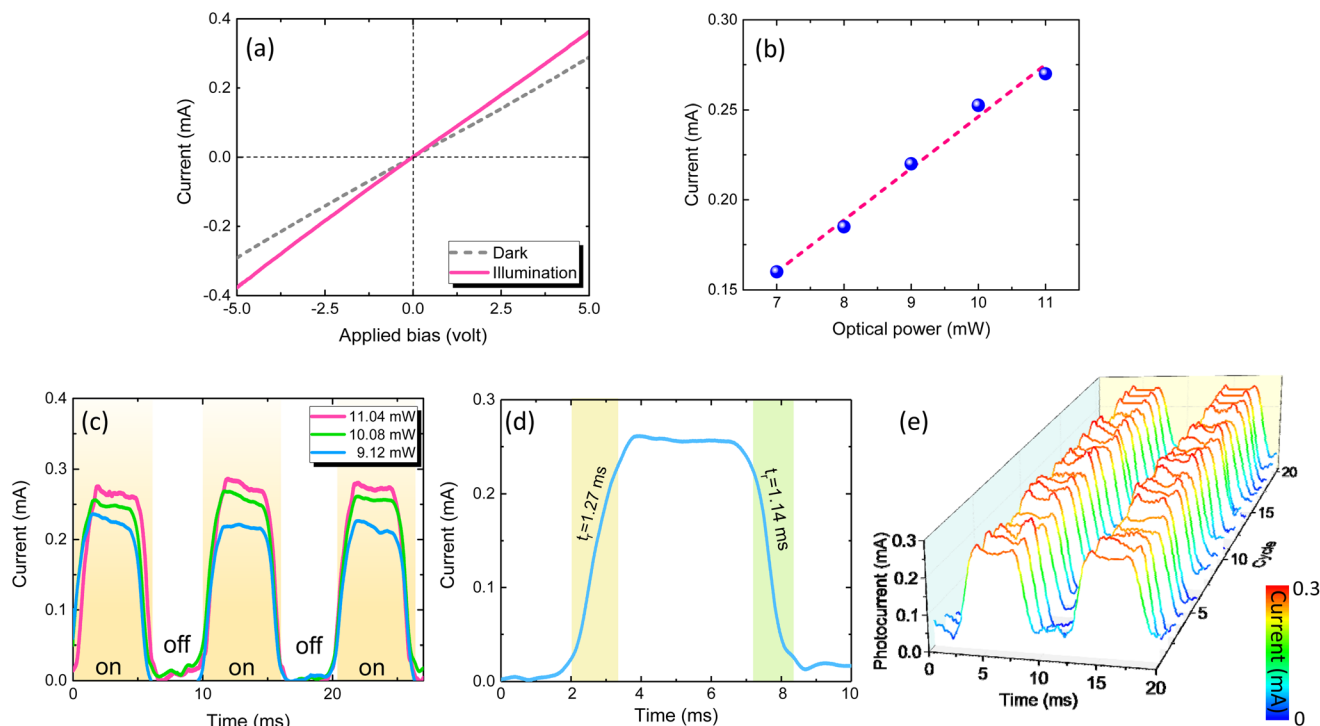 (a)
0.4
0.2
0.0
-0.2
-0.4
Current (mA)
Dark
Illumination
-5.0
-2.5
0.0
2.5
5.0
Applied bias (volt)
(b)
0.30
0.25
0.20
0.15
Current (mA)
7
8
9
10
11
Optical power (mW)
(c)
0.4
0.3
0.2
0.1
0.0
Current (mA)
11.04 mW
10.08 mW
9.12 mW
off
off
on
on
on
0
10
20
Time (ms)
(d)
0.3
0.2
0.1
0.0
Current (mA)
tr=1.27 ms
tr=1.14 ms
0
2
4
6
8
10
Time (ms)
(e)
0.3
0.2
0.1
0.0
Photocurrent (mA)
0
5
10
15
20
Time (ms)
5
10
15
20
Cycle
0.3
Current (mA)
0